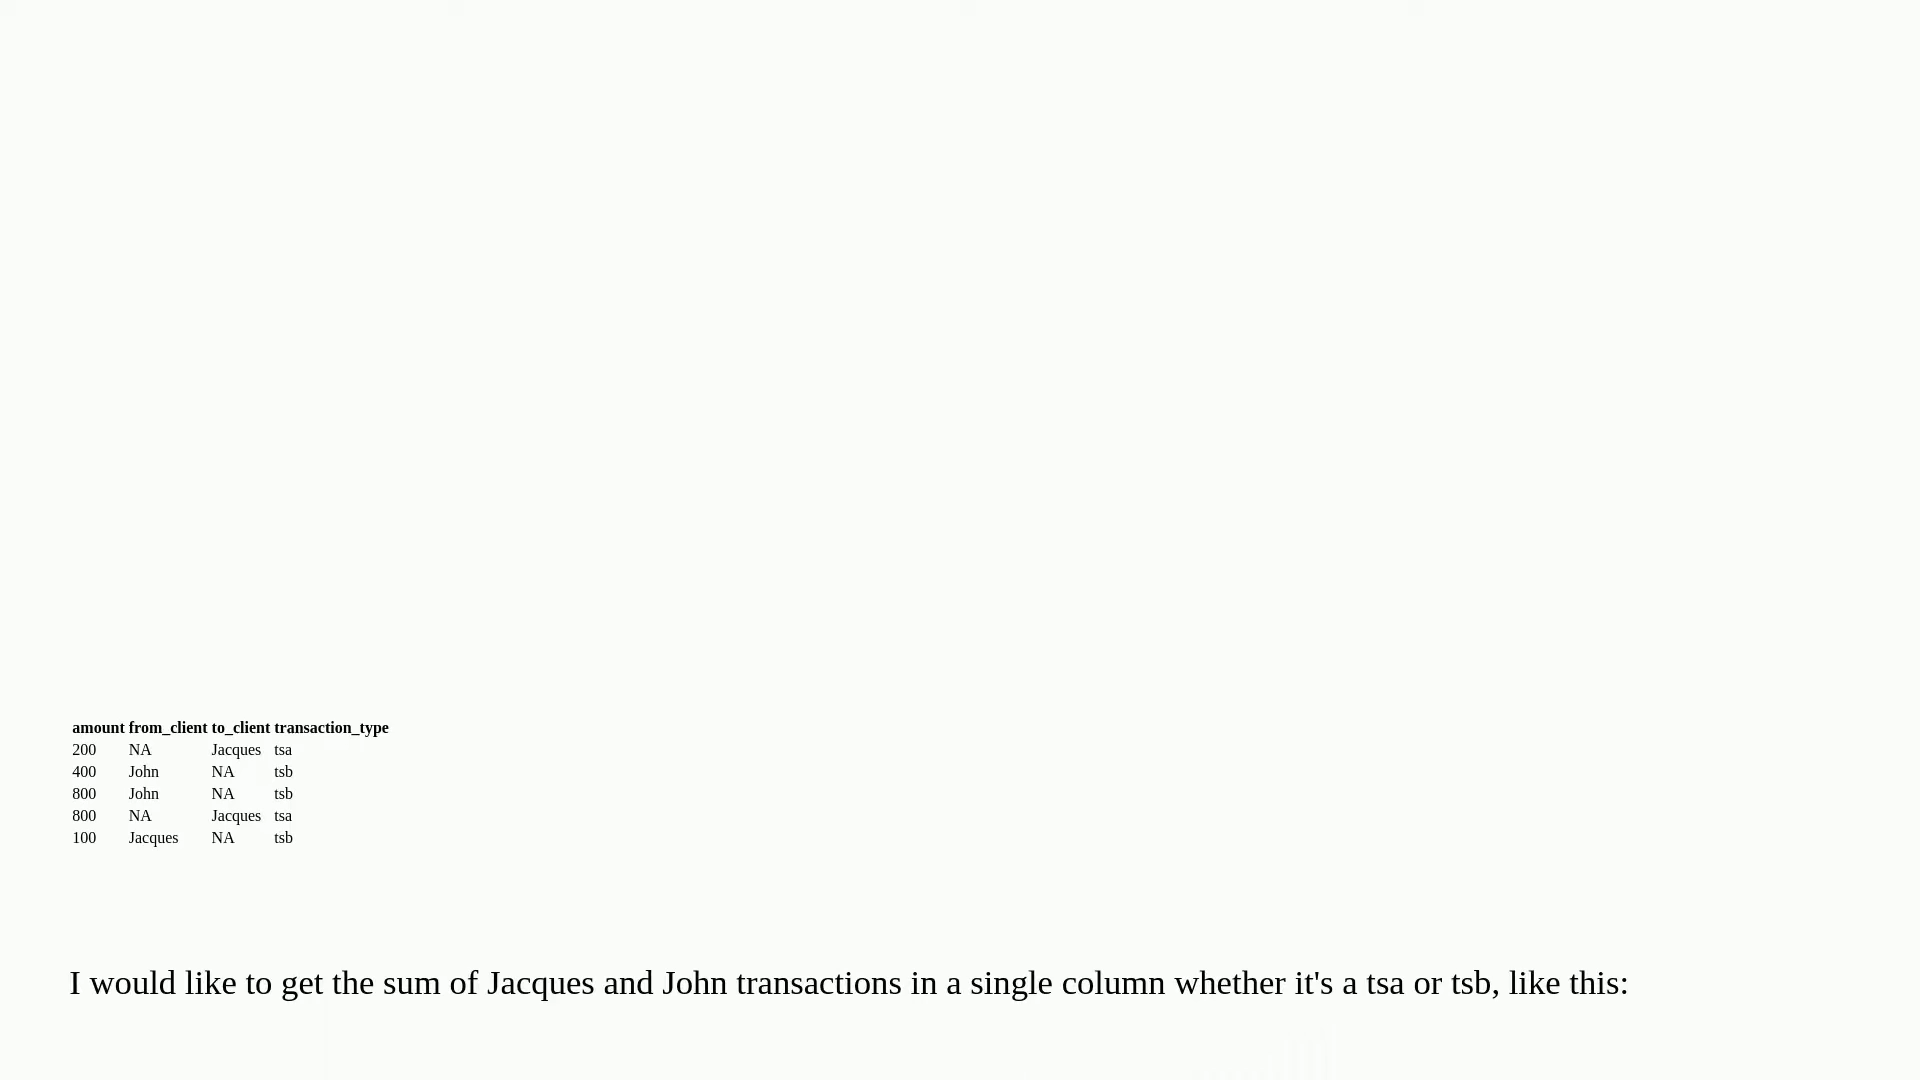 amount from_client to_client transaction_type
200 NA Jacques tsa
400 John NA tsb
800 John NA tsb
800 NA Jacques tsa
100 Jacques NA tsb
I would like to get the sum of Jacques and John transactions in a single column whether it's a tsa or tsb, like this: